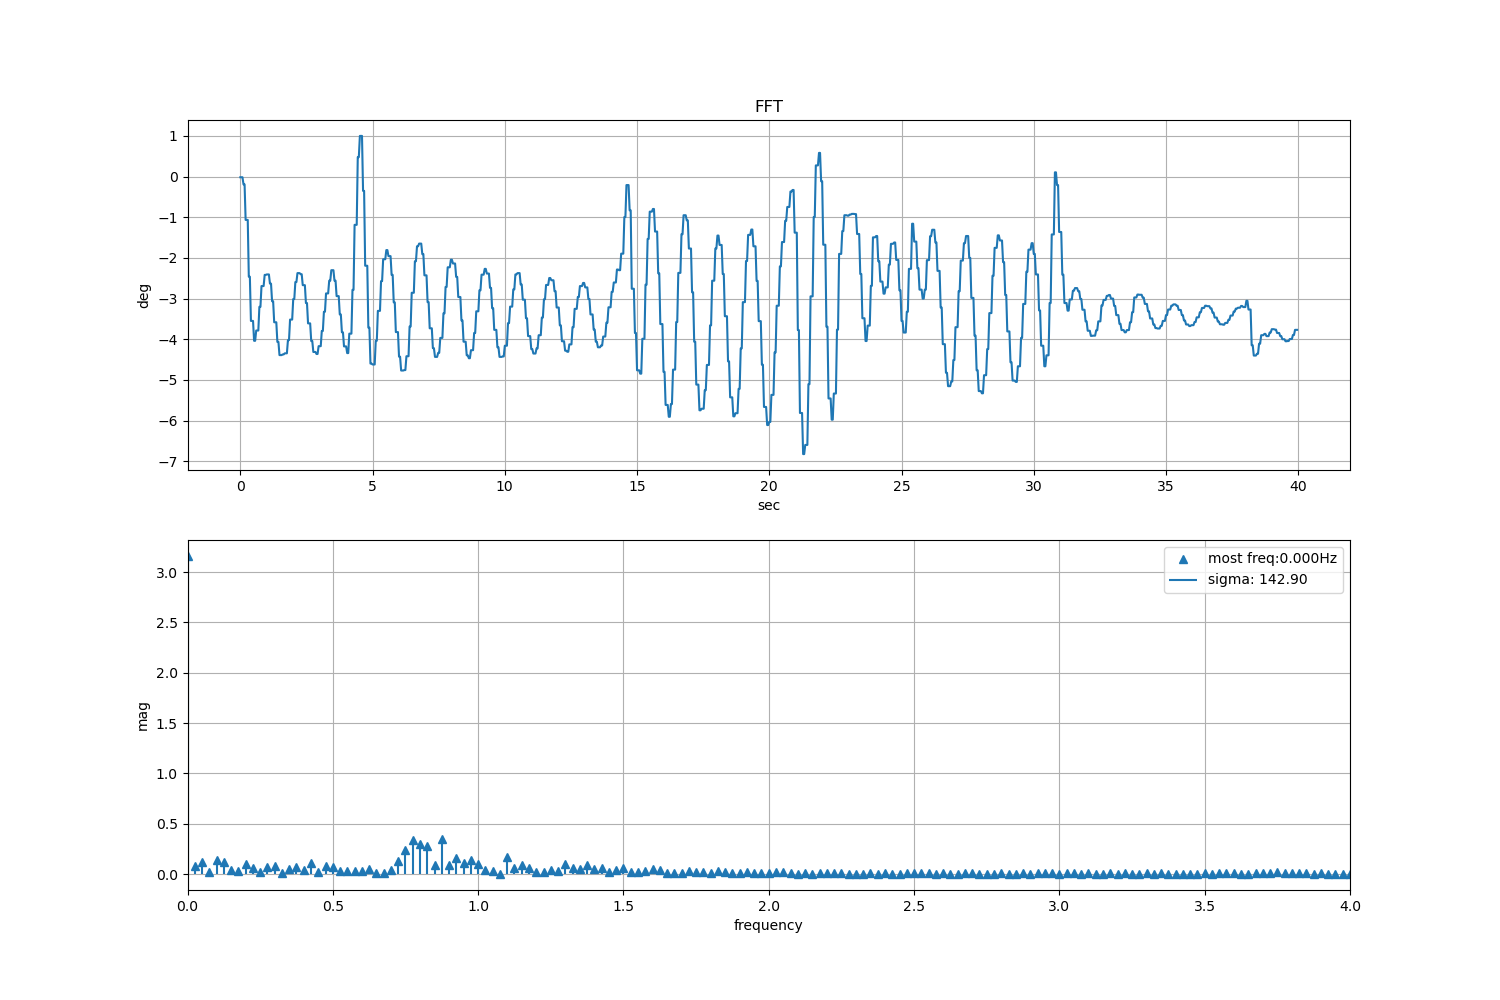 FFT
1
0
−1
−2
−3
−4
−5
−6
−7
deg
0 5 10 15 20 25 30 35 40
sec
most freq:0.000Hz
sigma: 142.90
3.0
2.5
2.0
1.5
1.0
0.5
0.0
mag
0.0 0.5 1.0 1.5 2.0 2.5 3.0 3.5 4.0
frequency